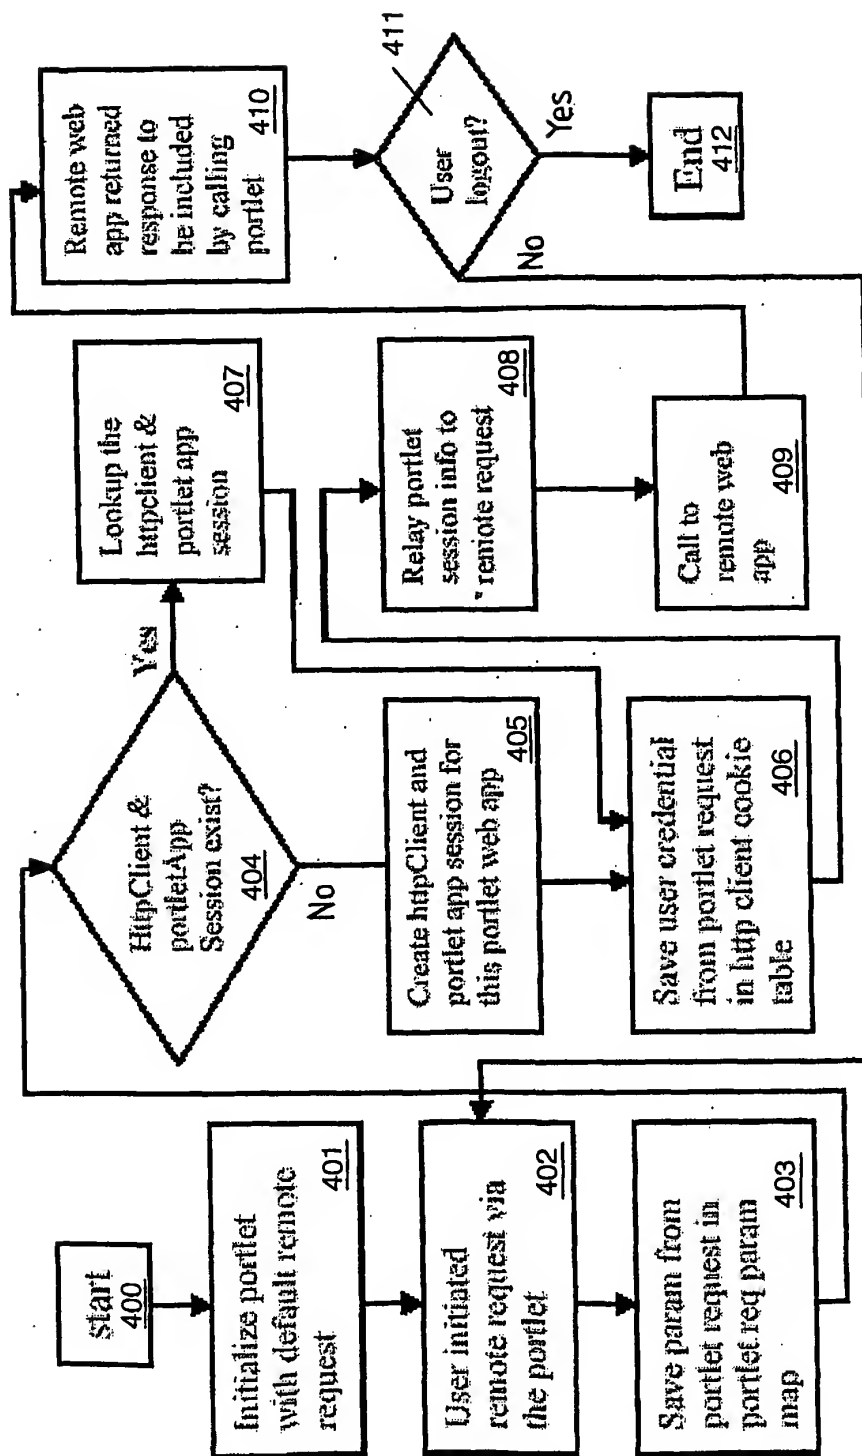 start
400
Initialize portlet
with default remote
request
401
User initiated
remote request via
the portlet
402
Save param from
portlet request in
portlet req param
map
403
HttpClient &
portletApp
Session exist?
404
Yes
No
Create httpClient and
portlet app session for
this portlet web app
405
Save user credential
from portlet request
in http client cookie
table
406
Lookup the
httpclient &
portlet app
session
407
Relay portlet
session info to
remote request
408
Call to
remote web
app
409
Remote web
app returned
response to
be included
by calling
portlet
410
411
User
logout?
No
Yes
End
412